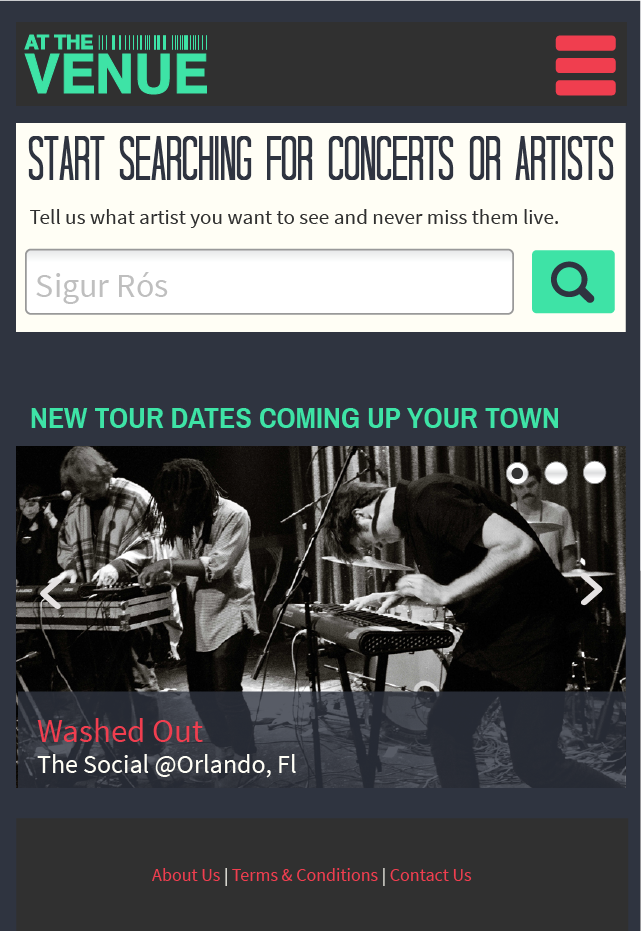 AT THE
VENUE
START SEARCHING FOR CONCERTS OR ARTISTS
Tell us what artist you want to see and never miss them live.
Sigur Rós
NEW TOUR DATES COMING UP YOUR TOWN
Washed Out
The Social @Orlando, Fl
About Us | Terms & Conditions | Contact Us